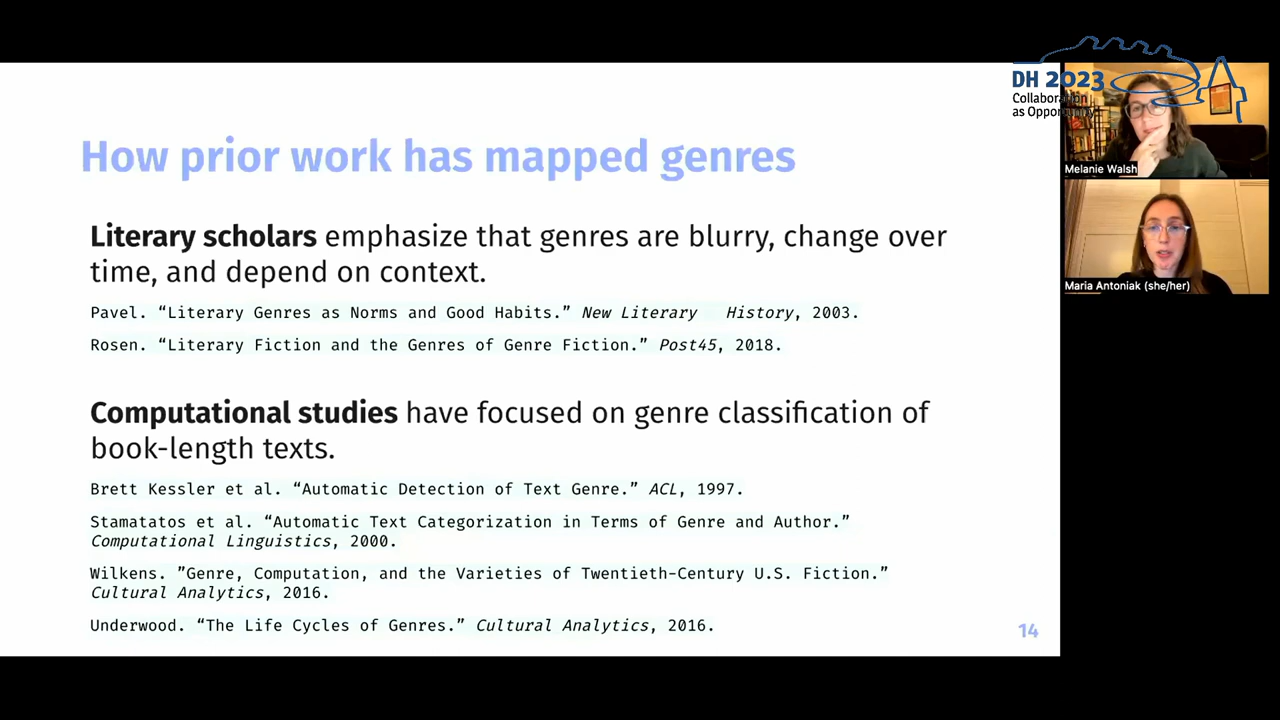 DH 2023
Collaboration
as Opportunity
How prior work has mapped genres
Melanie Walsh
Literary scholars emphasize that genres are blurry, change over
time, and depend on context.
Maria Antoniak (she/her)
Pavel. “Literary Genres as Norms and Good Habits.” New Literary History, 2003.
Rosen. “Literary Fiction and the Genres of Genre Fiction.” Post45, 2018.
Computational studies have focused on genre classification of
book-length texts.
Brett Kessler et al. “Automatic Detection of Text Genre.” ACL, 1997.
Stamatatos et al. “Automatic Text Categorization in Terms of Genre and Author.”
Computational Linguistics, 2000.
Wilkens. ”Genre, Computation, and the Varieties of Twentieth-Century U.S. Fiction.”
Cultural Analytics, 2016.
Underwood. “The Life Cycles of Genres.” Cultural Analytics, 2016.
14